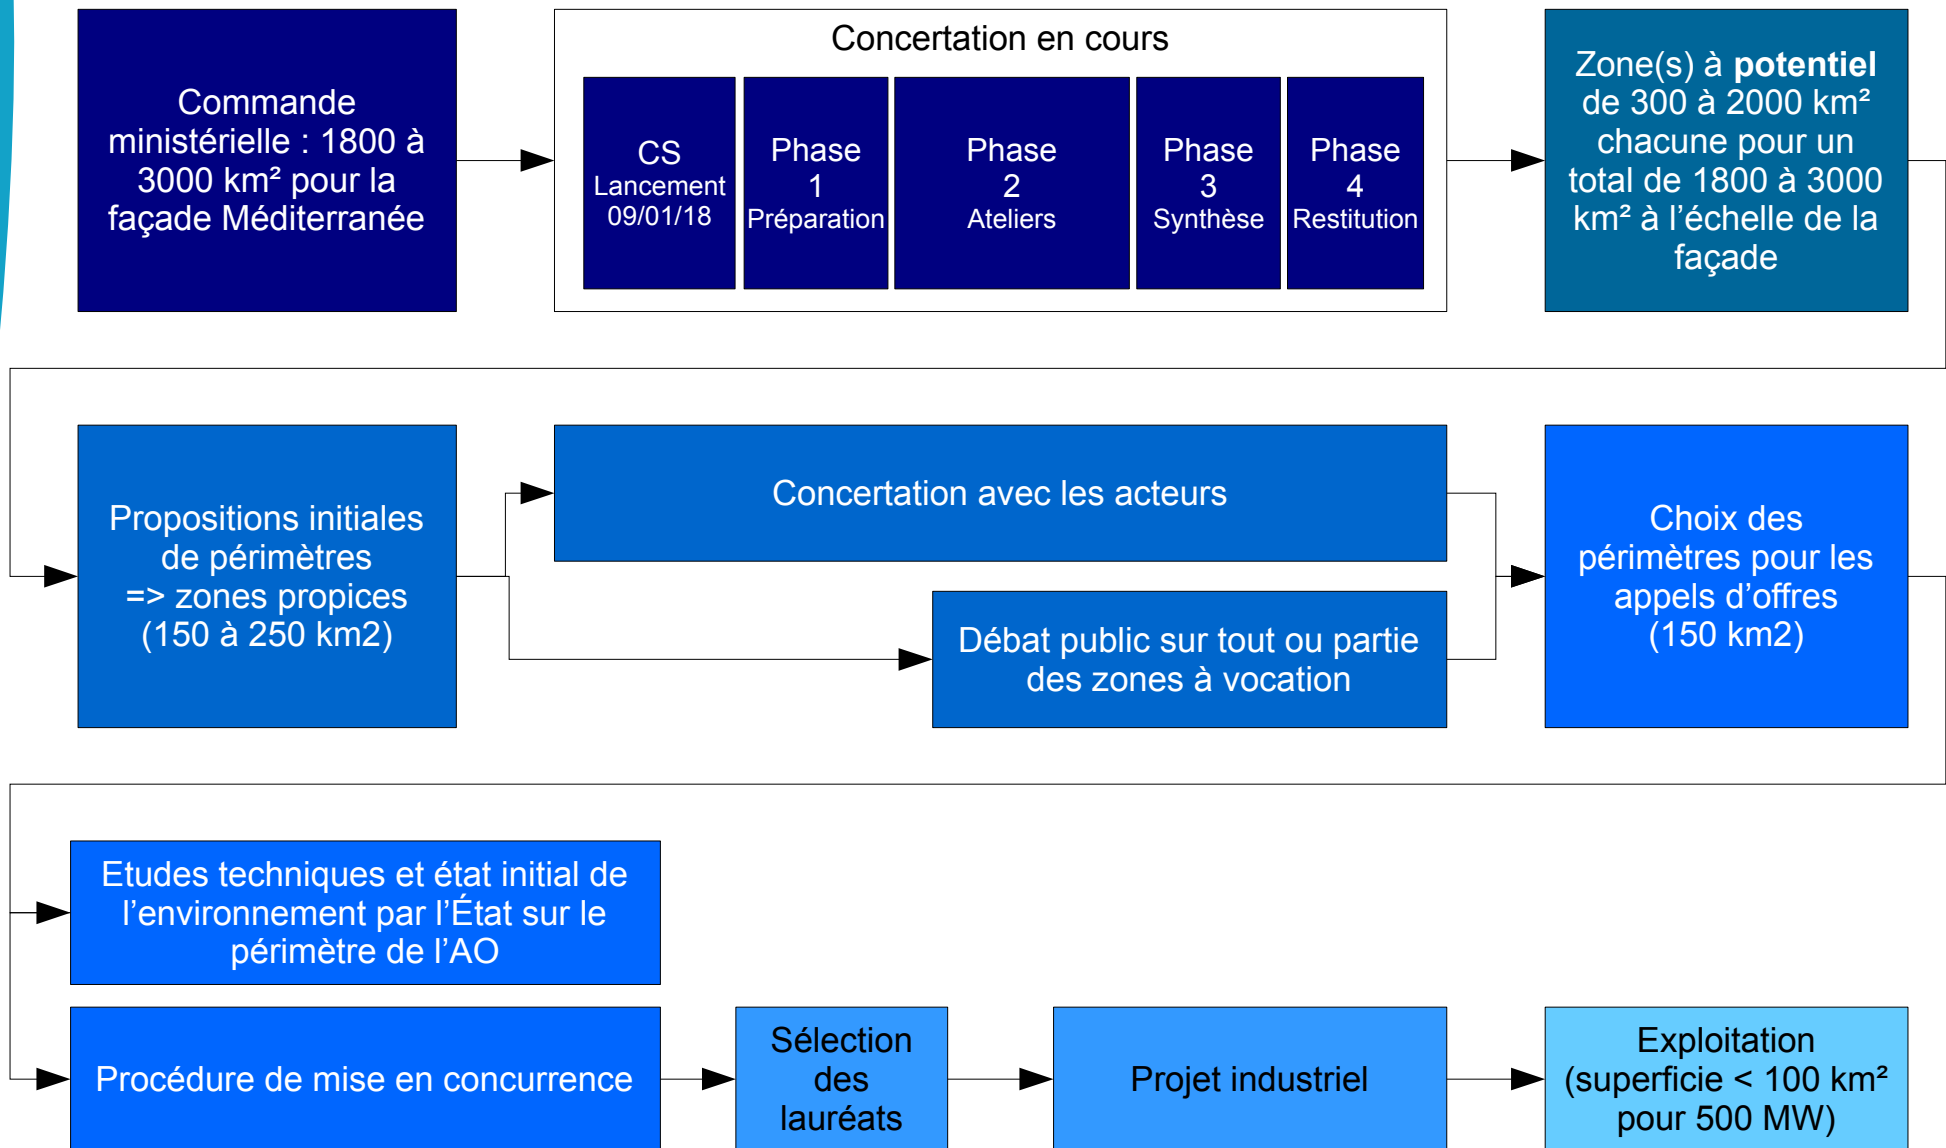 Commande
ministérielle : 1800 à
3000 km² pour la
façade Méditerranée
Concertation en cours
CS
Lancement
09/01/18
Phase
1
Préparation
Phase
2
Ateliers
Phase
3
Synthèse
Phase
4
Restitution
Zone(s) à potentiel
de 300 à 2000 km²
chacune pour un
total de 1800 à 3000
km² à l’échelle de la
façade
Propositions initiales
de périmètres
=> zones propices
(150 à 250 km2)
Concertation avec les acteurs
Débat public sur tout ou partie
des zones à vocation
Choix des
périmètres pour les
appels d’offres
(150 km2)
Etudes techniques et état initial de
l’environnement par l’État sur le
périmètre de l’AO
Procédure de mise en concurrence
Sélection
des
lauréats
Projet industriel
Exploitation
(superficie < 100 km²
pour 500 MW)